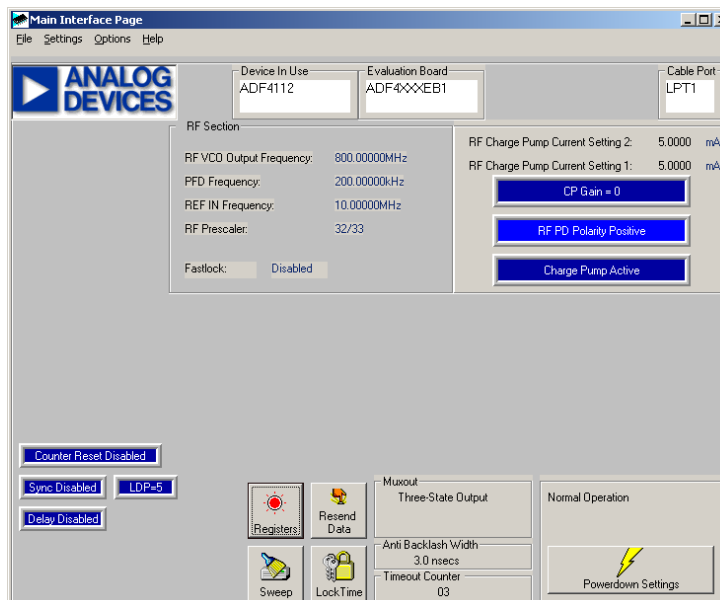 Main Interface Page
File Settings Options Help
ANALOG
DEVICES
Device In Use
ADF4112
Evaluation Board
ADF4XXXEB1
Cable Port
LPT1
RF Section
RF VCO Output Frequency: 800.00000MHz
PFD Frequency: 200.00000kHz
REF IN Frequency: 10.00000MHz
RF Prescaler: 32/33
Fastlock: Disabled
RF Charge Pump Current Setting 2: 5.0000 mA
RF Charge Pump Current Setting 1: 5.0000 mA
CP Gain = 0
RF PD Polarity Positive
Charge Pump Active
Counter Reset Disabled
Sync Disabled LDP=5
Delay Disabled
Registers
Resend
Data
Sweep
LockTime
Muxout
Three-State Output
Anti Backlash Width
3.0 nsecs
Timeout Counter
03
Normal Operation
Powerdown Settings